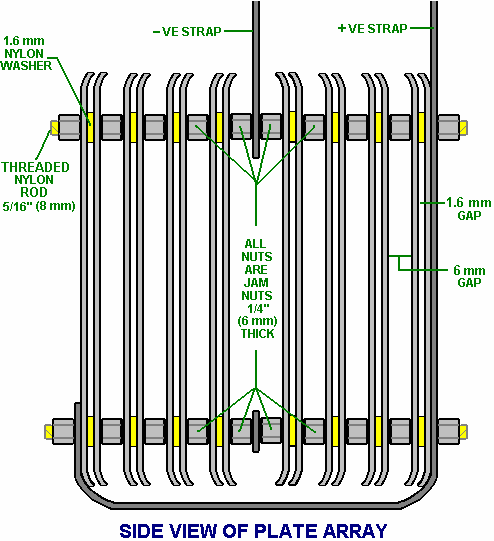 1.6 mm
NYLON
WASHER
−VE STRAP
+VE STRAP
THREADED
NYLON
ROD
5/16" (8 mm)
1.6 mm
GAP
ALL
NUTS
ARE
JAM
NUTS
1/4"
(6 mm)
THICK
6 mm
GAP
SIDE VIEW OF PLATE ARRAY